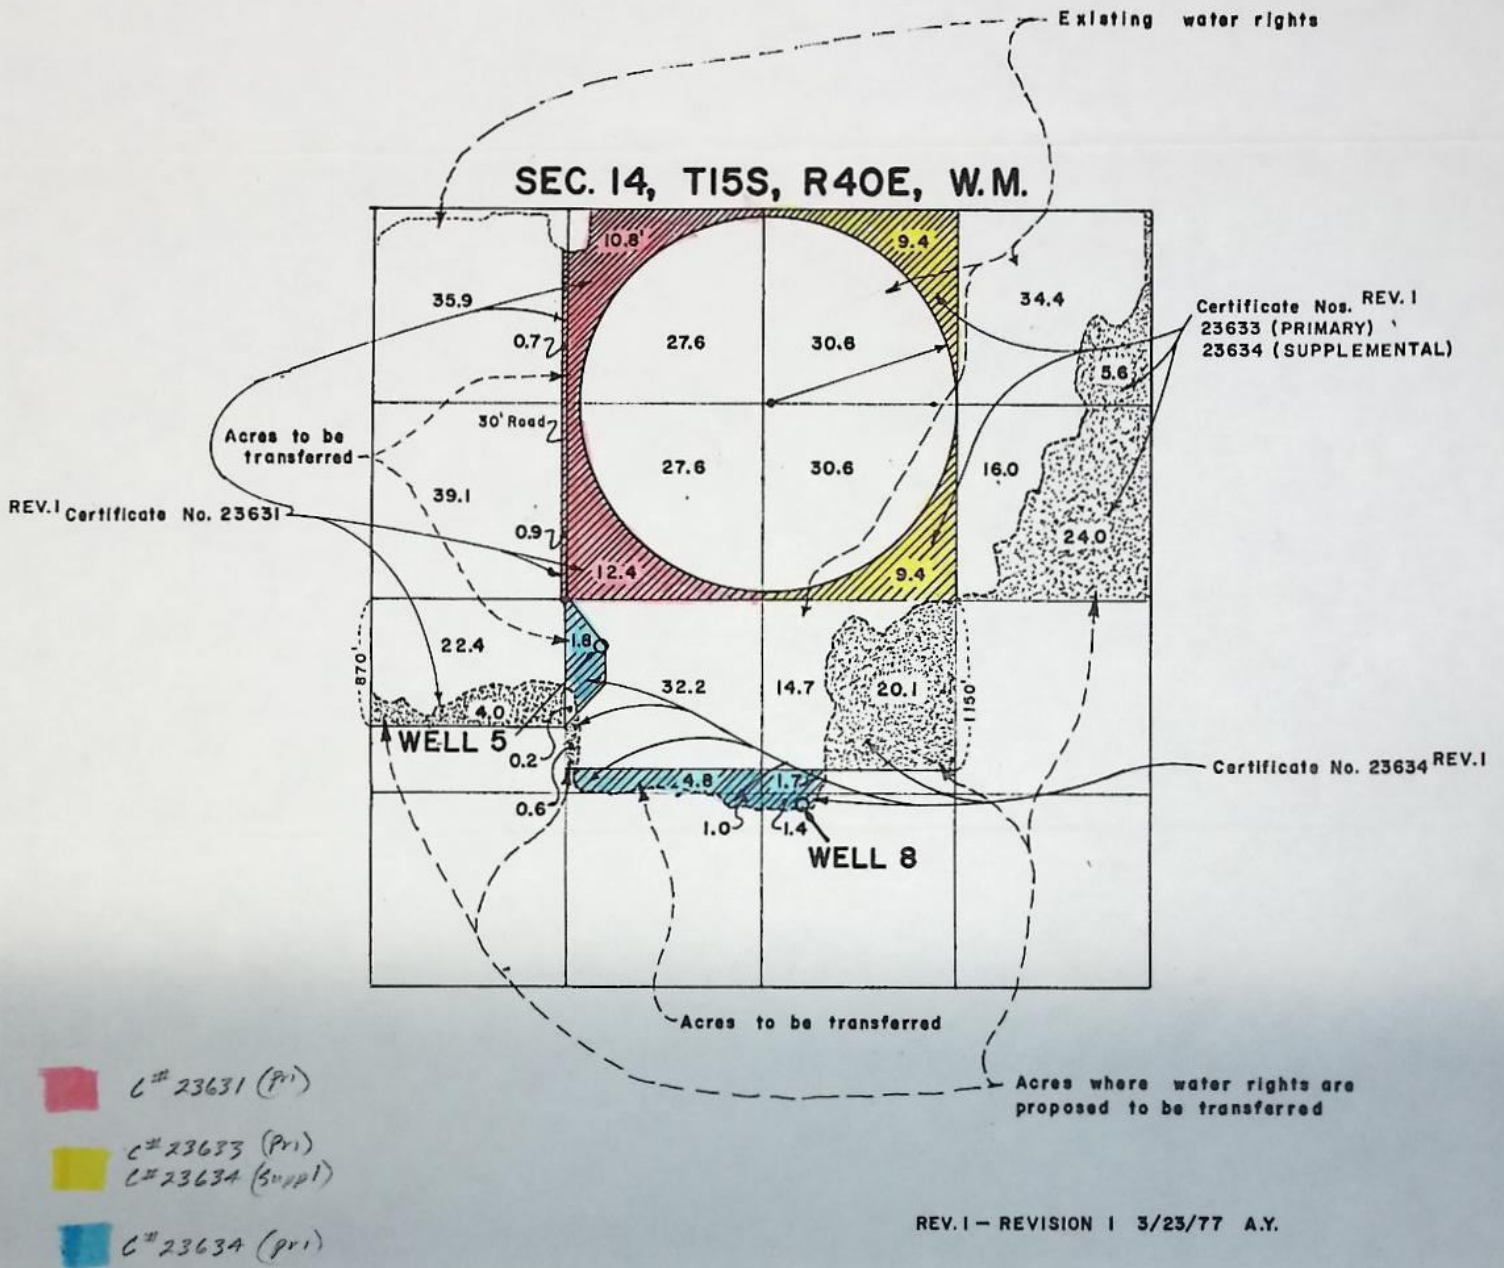 Existing water rights
SEC. 14, T15S, R40E, W.M.
10.8'
9.4
35.9
34.4
Certificate Nos. REV. 1
23633 (PRIMARY)
23634 (SUPPLEMENTAL)
0.7
27.6
30.6
5.6
30' Road
Acres to be
transferred
27.6
30.6
16.0
39.1
REV.1 Certificate No. 23631
0.9
24.0
12.4
9.4
1.8
22.4
870'
32.2
14.7
20.1
1150
4.0
WELL 5
0.2
Certificate No. 23634 REV.1
4.8
1.7
0.6
1.0
1.4
WELL 8
Acres to be transferred
Acres where water rights are
proposed to be transferred
C# 23631 (Pri)
C# 23633 (Pri)
C# 23634 (Suppl)
C# 23634 (pri)
REV. 1 - REVISION 1 3/23/77 A.Y.